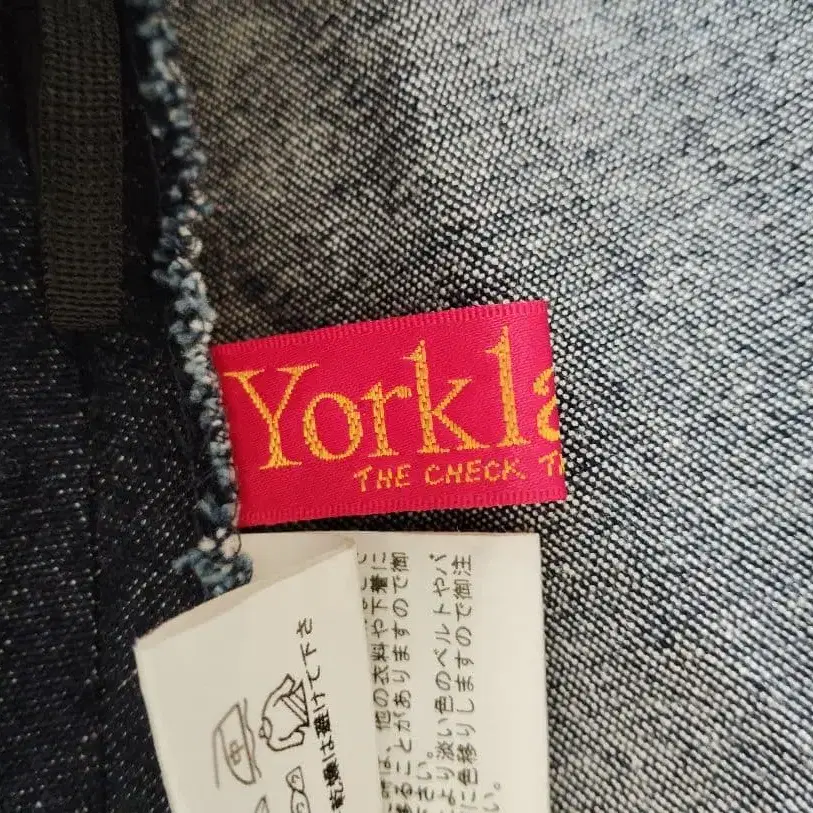 Yorkla
THE CHECK. T
中
乾燥は避けて下さ
は、他の衣料や下着に
ることがありますので御
さい。
より淡い色のベルトやバ
に色移りしますので御注
い。